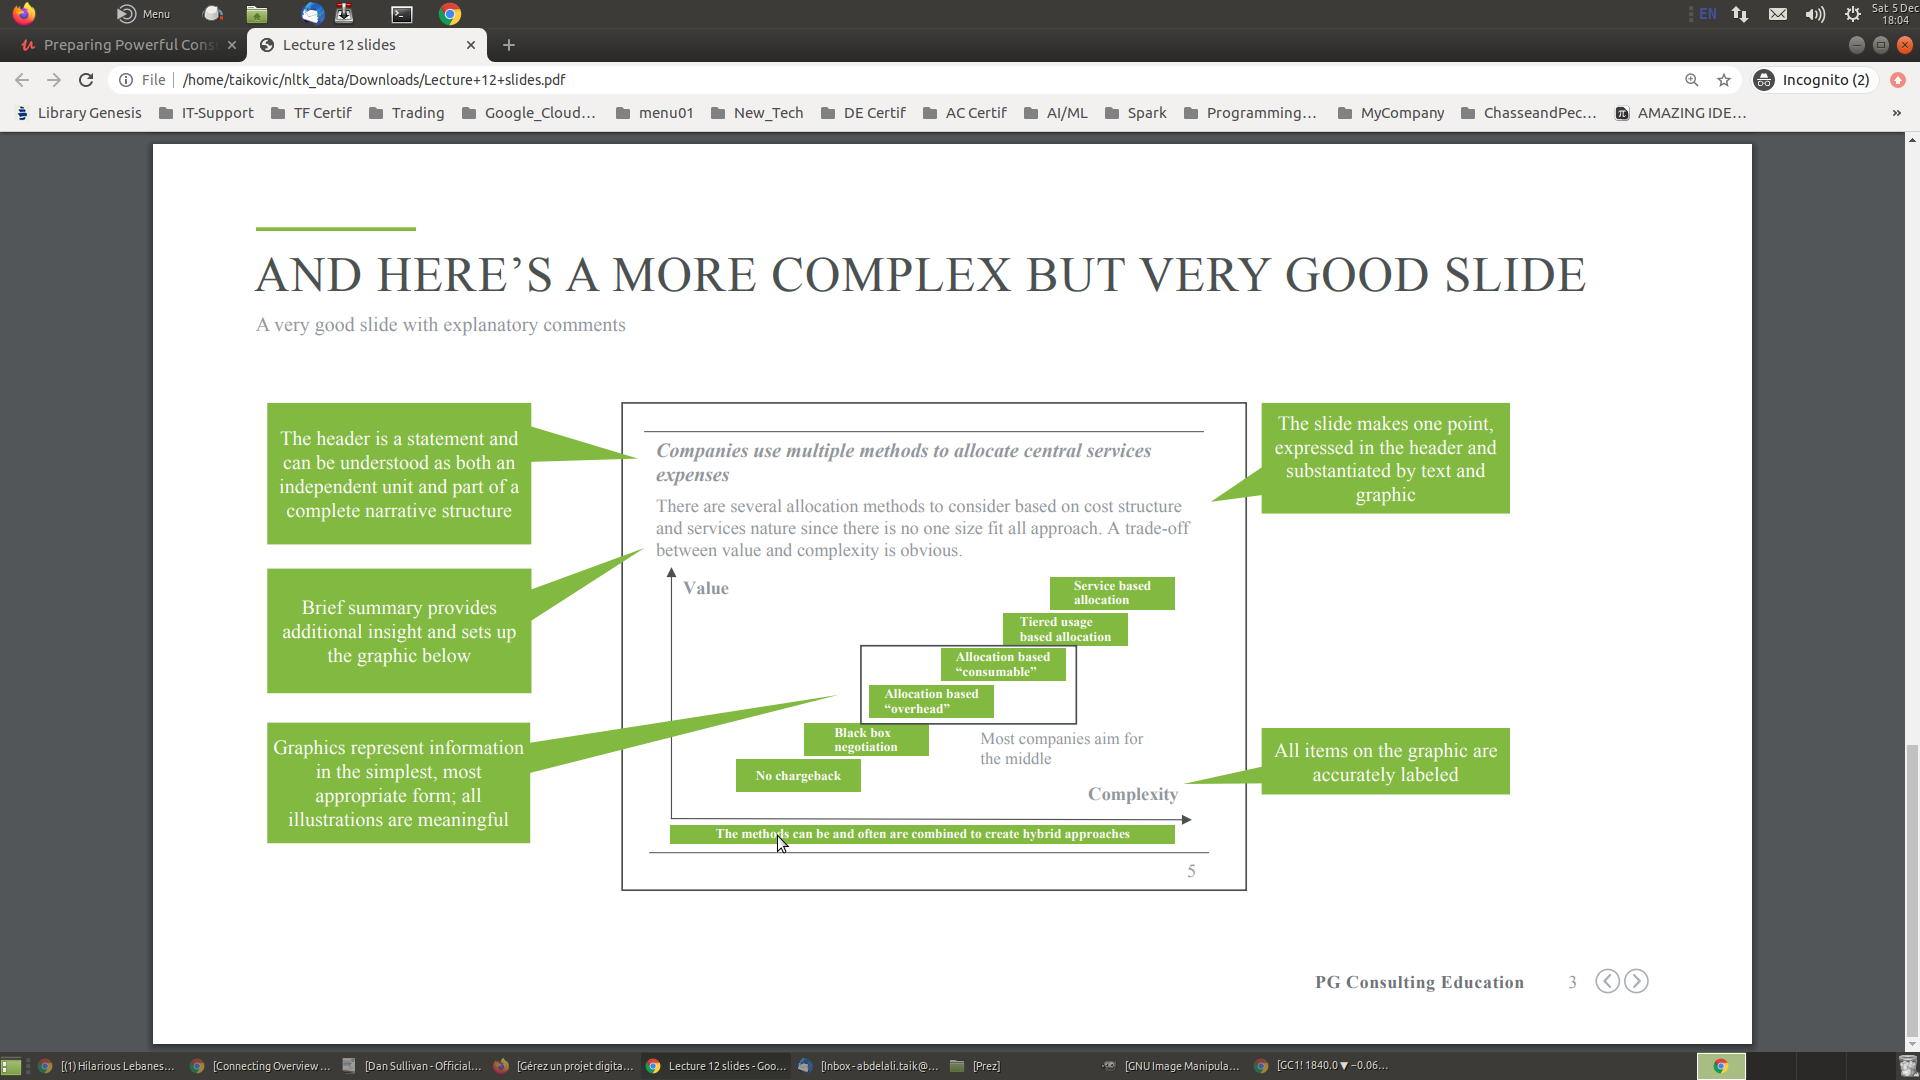 Menu
EN
Sat 5 Dec
18:04
Preparing Powerful Cons
Lecture 12 slides
File
/home/taikovic/nltk_data/Downloads/Lecture+12+slides.pdf
Incognito (2)
Library Genesis
IT-Support
TF Certif
Trading
Google_Cloud...
menu01
New_Tech
DE Certif
AC Certif
AI/ML
Spark
Programming...
MyCompany
ChasseandPec...
AMAZING IDE...
»
AND HERE’S A MORE COMPLEX BUT VERY GOOD SLIDE
A very good slide with explanatory comments
The header is a statement and
can be understood as both an
independent unit and part of a
complete narrative structure
Brief summary provides
additional insight and sets up
the graphic below
Graphics represent information
in the simplest, most
appropriate form; all
illustrations are meaningful
Companies use multiple methods to allocate central services
expenses
There are several allocation methods to consider based on cost structure
and services nature since there is no one size fit all approach. A trade-off
between value and complexity is obvious.
Value
Service based
allocation
Tiered usage
based allocation
Allocation based
“consumable”
Allocation based
“overhead”
Black box
negotiation
No chargeback
Most companies aim for
the middle
Complexity
The methods can be and often are combined to create hybrid approaches
5
The slide makes one point,
expressed in the header and
substantiated by text and
graphic
All items on the graphic are
accurately labeled
PG Consulting Education
3
[(1) Hilarious Lebanes...
[Connecting Overview ...
[Dan Sullivan - Official...
[Gérez un projet digita...
Lecture 12 slides - Goo...
[Inbox - abdelali.taik@...
[Prez]
[GNU Image Manipula...
[GC1! 1840.0 ▼ −0.06...